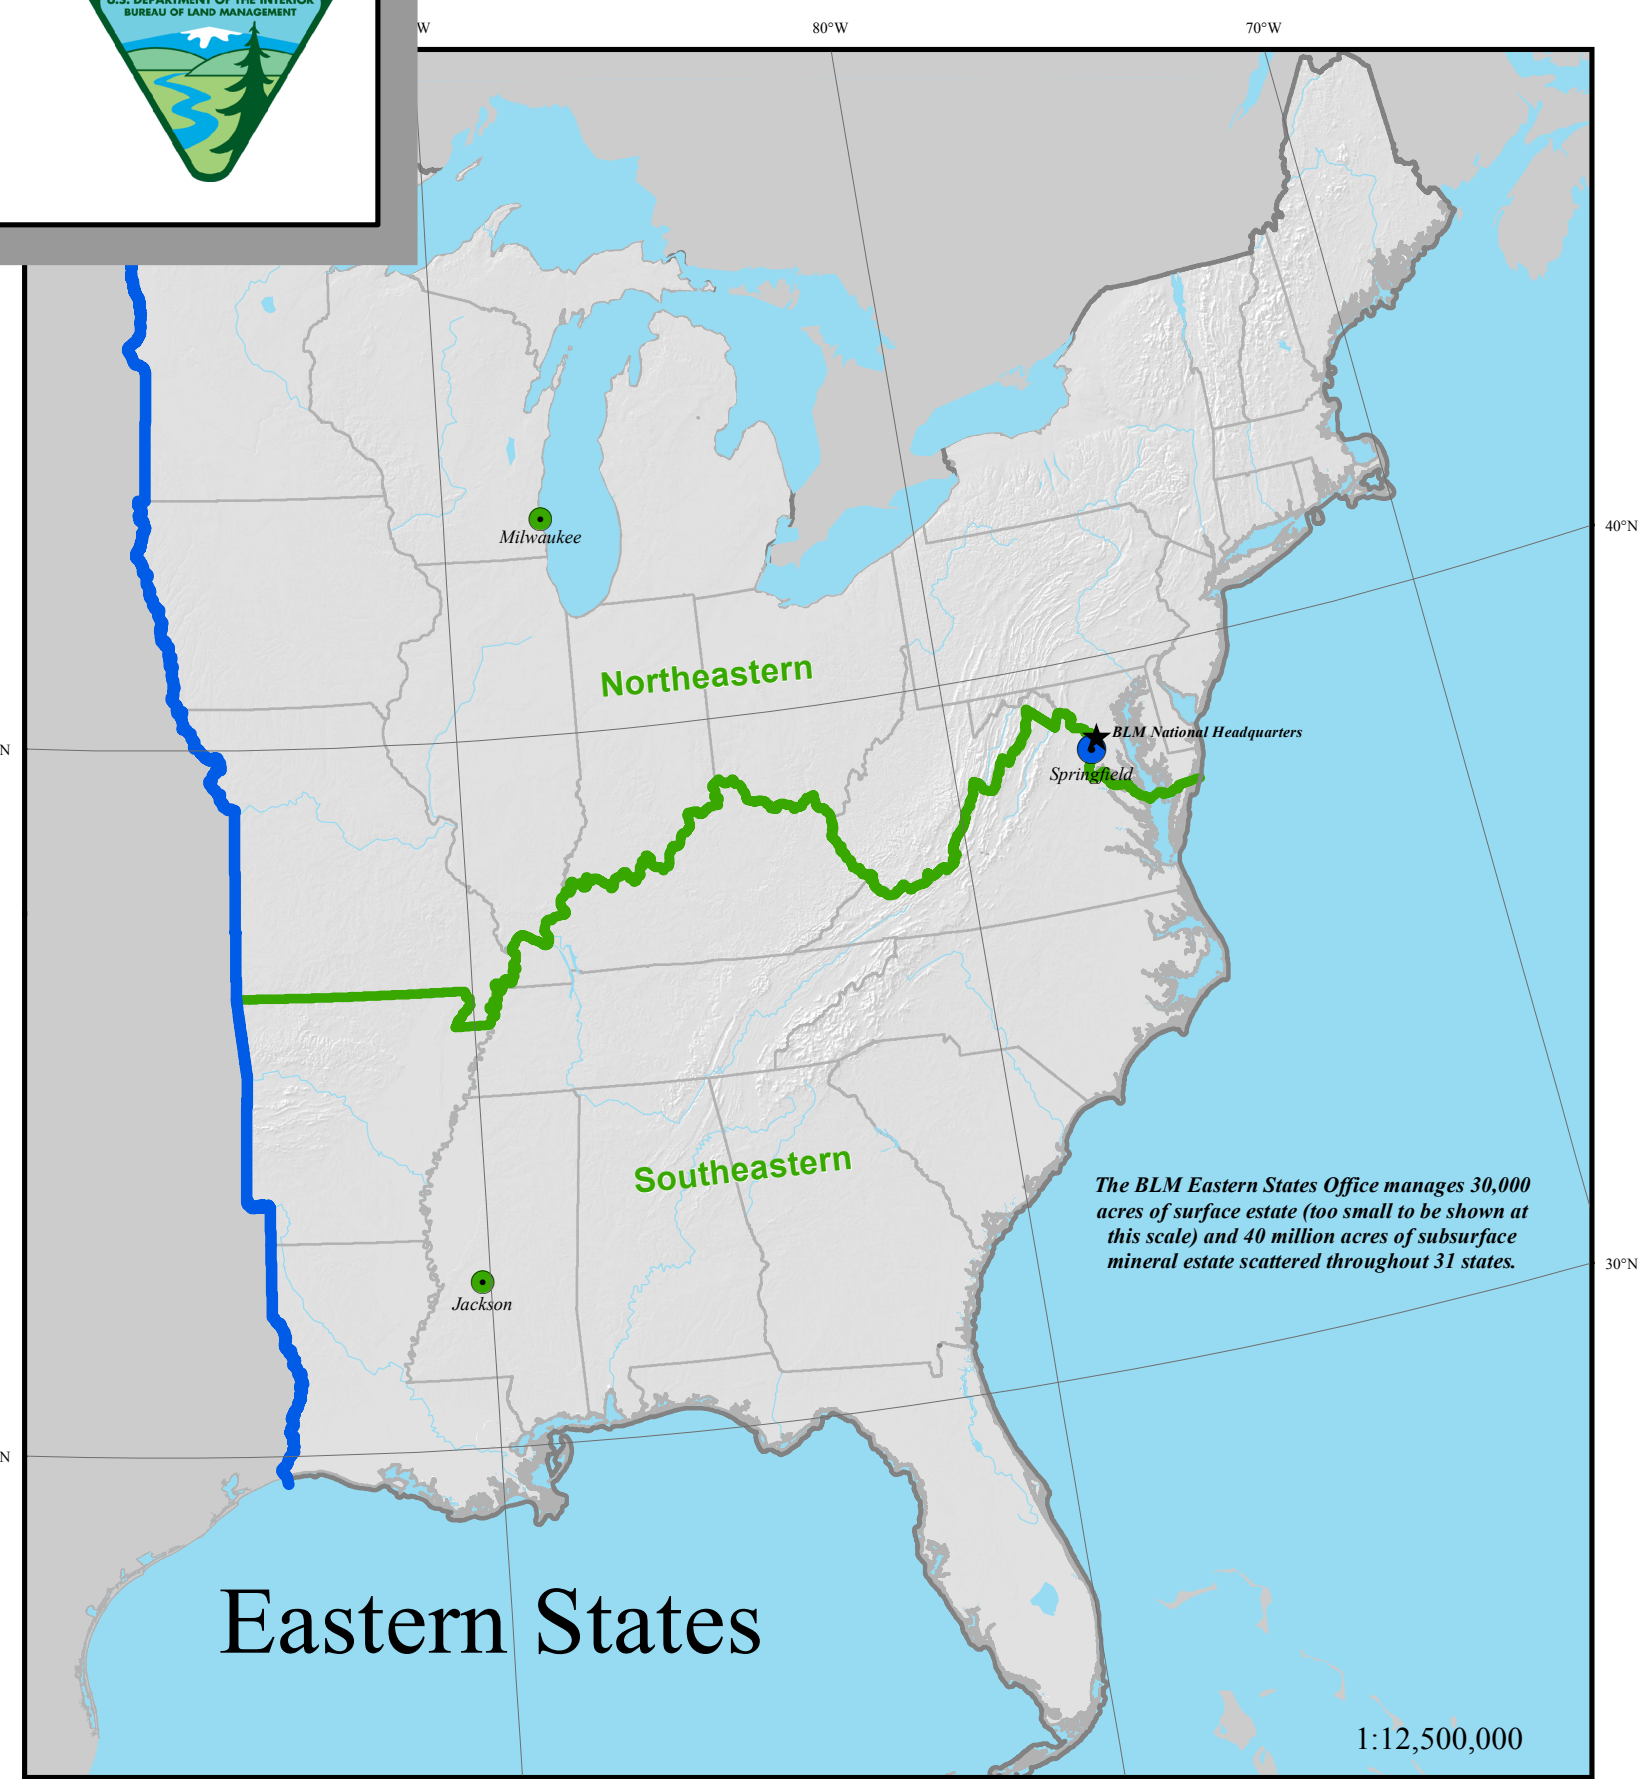 U.S. DEPARTMENT OF THE INTERIOR
BUREAU OF LAND MANAGEMENT
W
80°W
70°W
40°N
Milwaukee
Northeastern
BLM National Headquarters
N
Springfield
Southeastern
The BLM Eastern States Office manages 30,000
acres of surface estate (too small to be shown at
this scale) and 40 million acres of subsurface
mineral estate scattered throughout 31 states.
30°N
Jackson
N
Eastern States
1:12,500,000